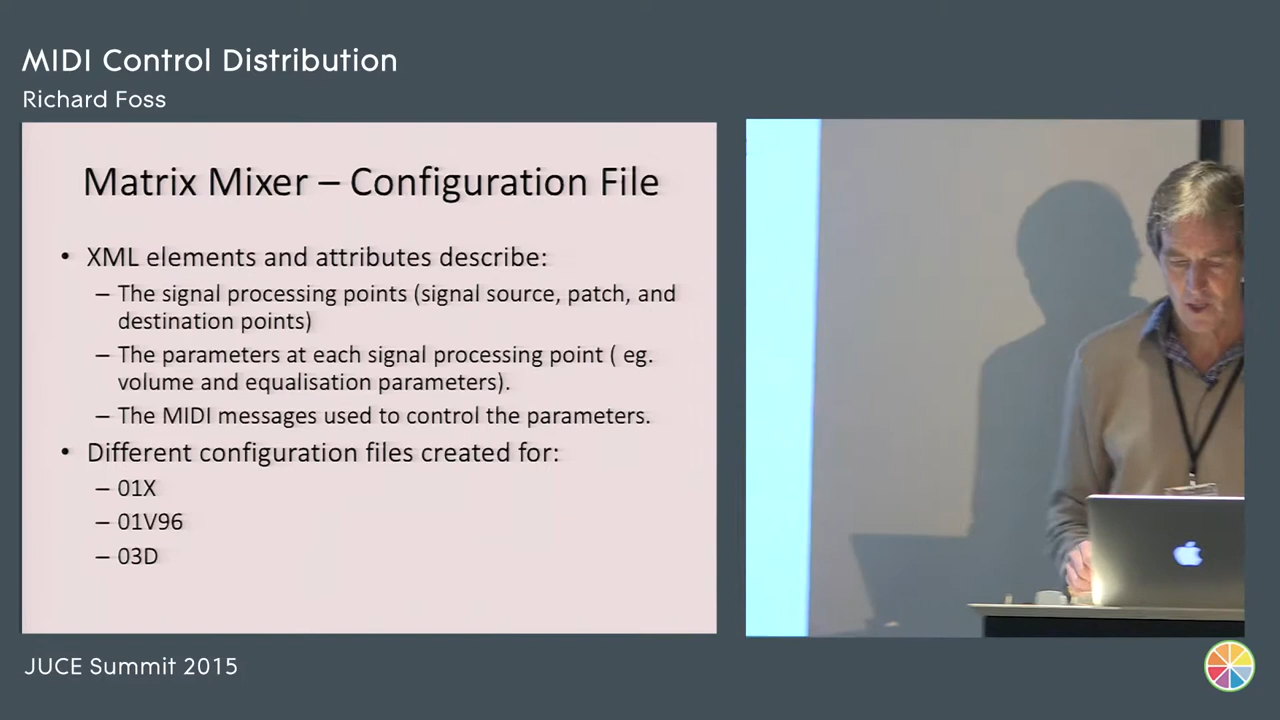 MIDI Control Distribution
Richard Foss
Matrix Mixer – Configuration File
• XML elements and attributes describe:
– The signal processing points (signal source, patch, and
destination points)
– The parameters at each signal processing point ( eg.
volume and equalisation parameters).
– The MIDI messages used to control the parameters.
• Different configuration files created for:
– 01X
– 01V96
– 03D
JUCE Summit 2015